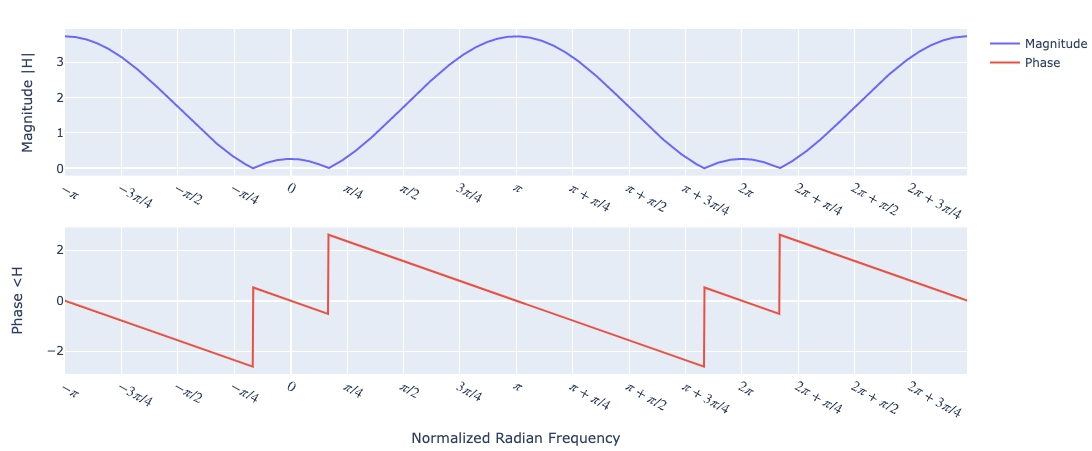 Magnitude |H|
3
2
1
0
−π
−3π/4
−π/2
−π/4
0
π/4
π/2
3π/4
π
π + π/4
π + π/2
π + 3π/4
2π
2π + π/4
2π + π/2
2π + 3π/4
Magnitude
Phase
Phase <H
2
0
−2
−π
−3π/4
−π/2
−π/4
0
π/4
π/2
3π/4
π
π + π/4
π + π/2
π + 3π/4
2π
2π + π/4
2π + π/2
2π + 3π/4
Normalized Radian Frequency